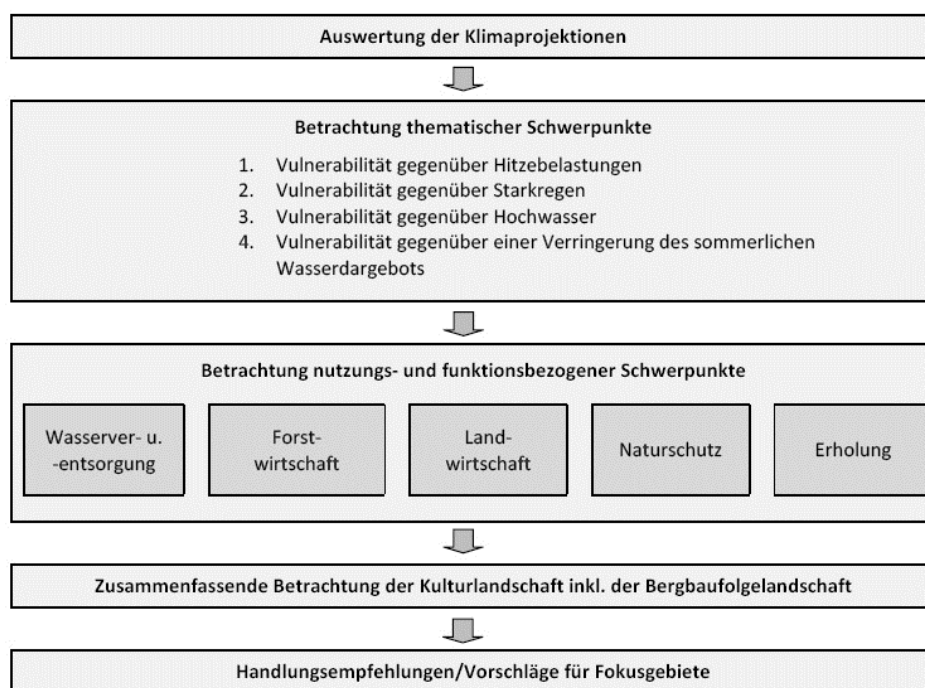 Auswertung der Klimaprojektionen
Betrachtung thematischer Schwerpunkte
1. Vulnerabilität gegenüber Hitzebelastungen
2. Vulnerabilität gegenüber Starkregen
3. Vulnerabilität gegenüber Hochwasser
4. Vulnerabilität gegenüber einer Verringerung des sommerlichen
Wasserdargebots
Betrachtung nutzungs- und funktionsbezogener Schwerpunkte
Wasserver- u.
-entsorgung
Forst-
wirtschaft
Land-
wirtschaft
Naturschutz
Erholung
Zusammenfassende Betrachtung der Kulturlandschaft inkl. der Bergbaufolgelandschaft
Handlungsempfehlungen/Vorschläge für Fokusgebiete